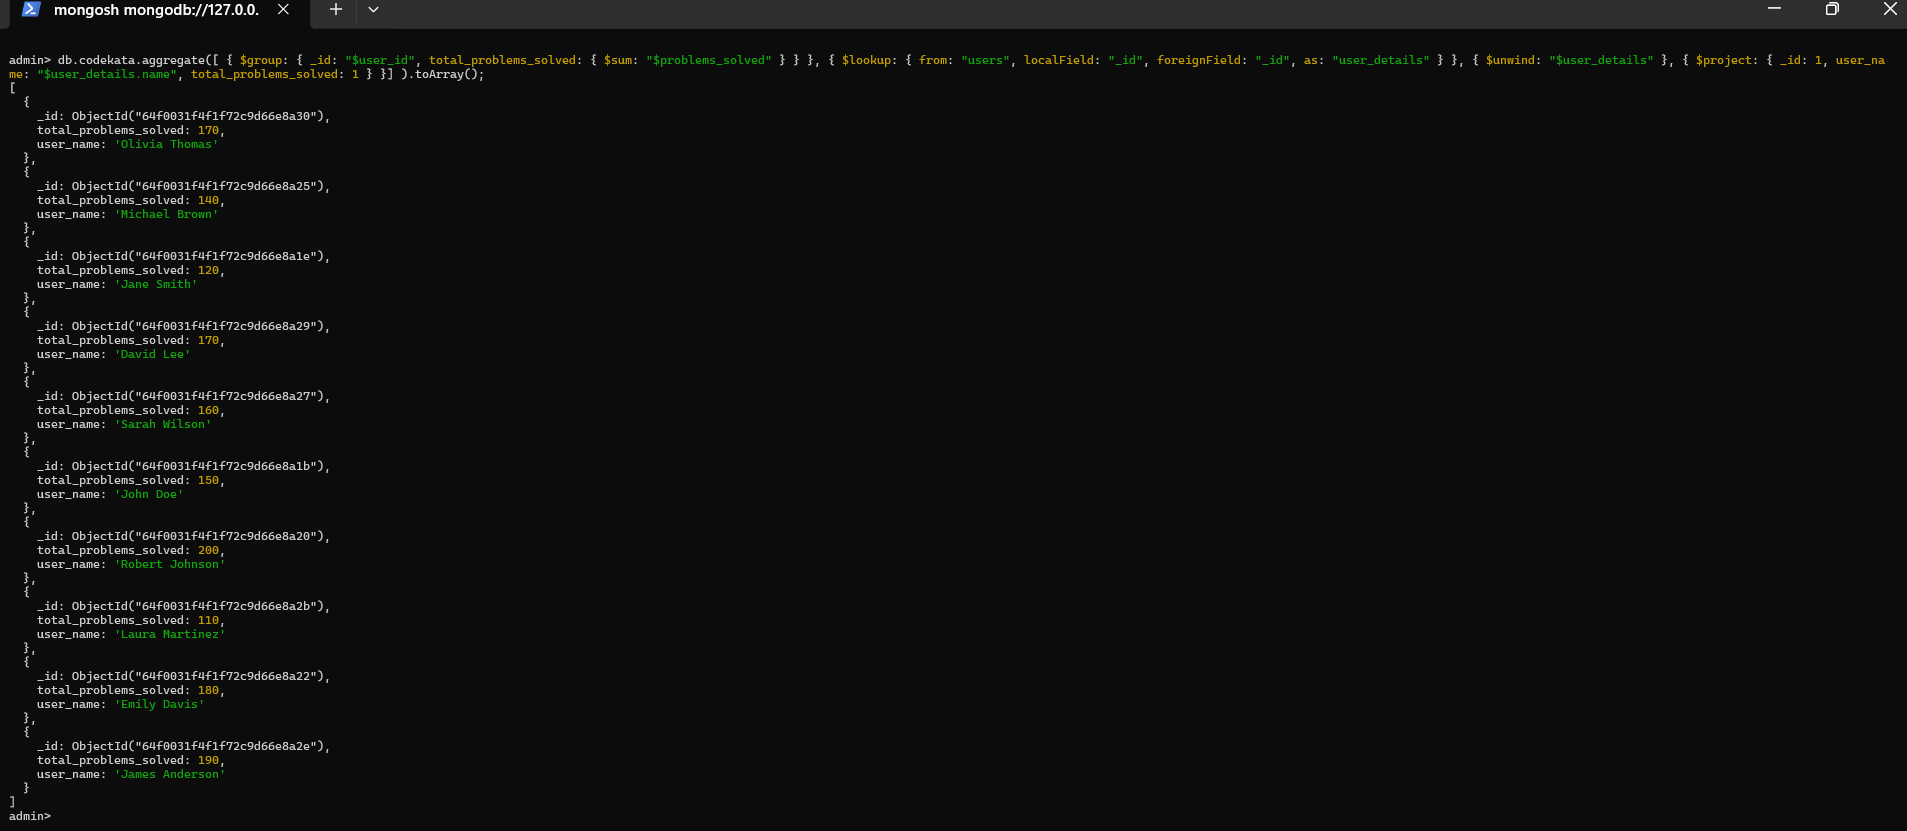 mongosh mongodb://127.0.0.
admin> db.codekata.aggregate([ { $group: { _id: "$user_id", total_problems_solved: { $sum: "$problems_solved" } } }, { $lookup: { from: "users", localField: "_id", foreignField: "_id", as: "user_details" } }, { $unwind: "$user_details" }, { $project: { _id: 1, user_na
me: "$user_details.name", total_problems_solved: 1 } }] ).toArray();
[
  {
    _id: ObjectId("64f0031f4f1f72c9d66e8a30"),
    total_problems_solved: 170,
    user_name: 'Olivia Thomas'
  },
  {
    _id: ObjectId("64f0031f4f1f72c9d66e8a25"),
    total_problems_solved: 140,
    user_name: 'Michael Brown'
  },
  {
    _id: ObjectId("64f0031f4f1f72c9d66e8a1e"),
    total_problems_solved: 120,
    user_name: 'Jane Smith'
  },
  {
    _id: ObjectId("64f0031f4f1f72c9d66e8a29"),
    total_problems_solved: 170,
    user_name: 'David Lee'
  },
  {
    _id: ObjectId("64f0031f4f1f72c9d66e8a27"),
    total_problems_solved: 160,
    user_name: 'Sarah Wilson'
  },
  {
    _id: ObjectId("64f0031f4f1f72c9d66e8a1b"),
    total_problems_solved: 150,
    user_name: 'John Doe'
  },
  {
    _id: ObjectId("64f0031f4f1f72c9d66e8a20"),
    total_problems_solved: 200,
    user_name: 'Robert Johnson'
  },
  {
    _id: ObjectId("64f0031f4f1f72c9d66e8a2b"),
    total_problems_solved: 110,
    user_name: 'Laura Martinez'
  },
  {
    _id: ObjectId("64f0031f4f1f72c9d66e8a22"),
    total_problems_solved: 180,
    user_name: 'Emily Davis'
  },
  {
    _id: ObjectId("64f0031f4f1f72c9d66e8a2e"),
    total_problems_solved: 190,
    user_name: 'James Anderson'
  }
]
admin>